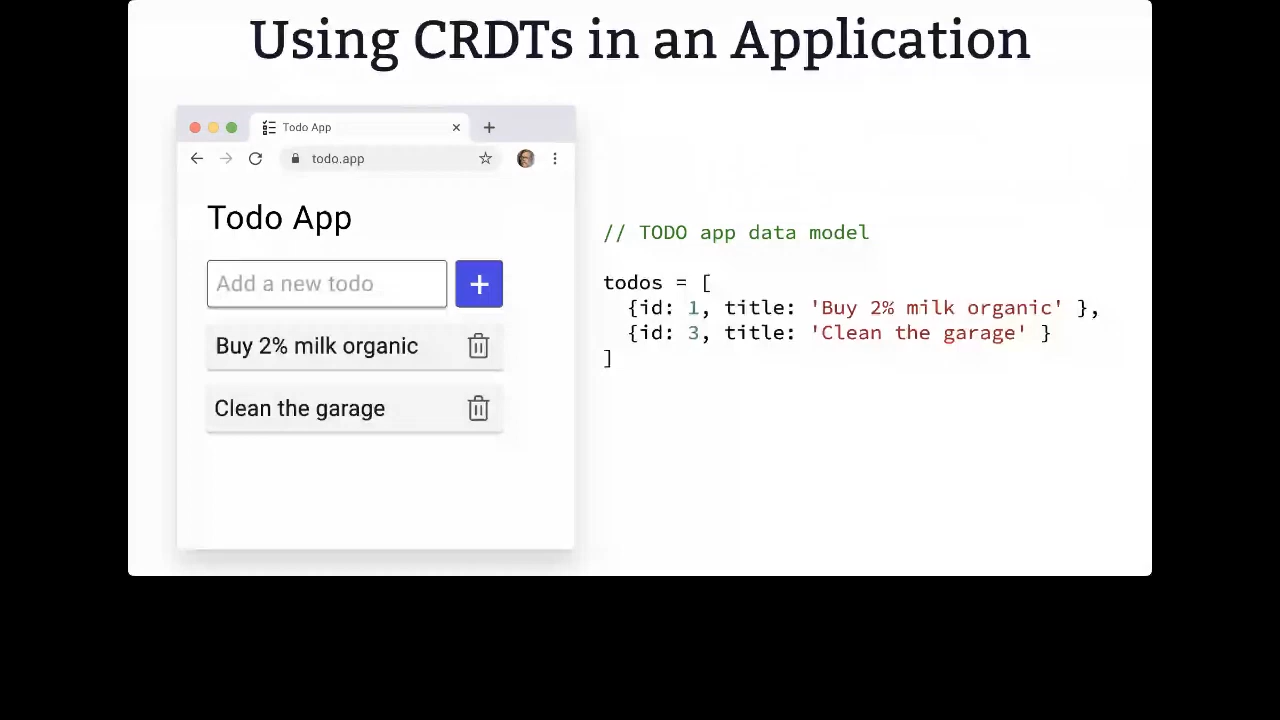 Using CRDTs in an Application
Todo App
todo.app
Todo App
Add a new todo
Buy 2% milk organic
Clean the garage
// TODO app data model
todos = [
{id: 1, title: 'Buy 2% milk organic' },
{id: 3, title: 'Clean the garage' }
]